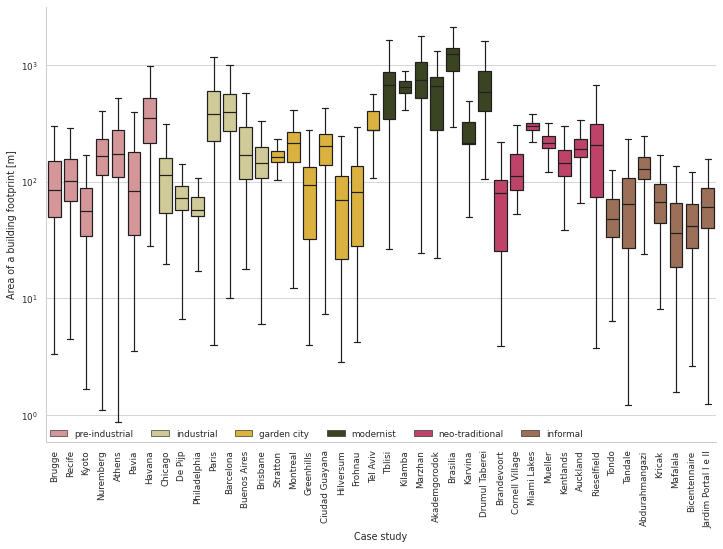 10³
10²
10¹
10⁰
Area of a building footprint [m]
pre-industrial
industrial
garden city
modernist
neo-traditional
informal
Brugge
Recife
Kyoto
Nuremberg
Athens
Pavia
Havana
Chicago
De Pijp
Philadelphia
Paris
Barcelona
Buenos Aires
Brisbane
Stratton
Montreal
Greenhills
Ciudad Guayana
Hilversum
Frohnau
Tel Aviv
Tblisi
Kilamba
Marzhan
Akademgorodok
Brasilia
Karvina
Drumul Taberei
Brandevoort
Cornell Village
Miami Lakes
Mueller
Kentlands
Auckland
Rieselfield
Tondo
Tandale
Abdurahmangazi
Kricak
Mafalala
Bicentennaire
Jardim Portal I e II
Case study